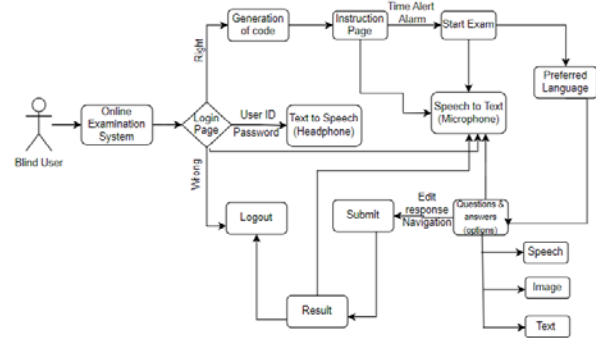 Generation
of code
Instruction
Page
Time Alert
Alarm
Start Exam
Right
Preferred
Language
Online
Examination
System
Login
Page
User ID
Password
Text to Speech
(Headphone)
Speech to Text
(Microphone)
Blind User
Wrong
Logout
Submit
Edit
response
Navigation
Questions &
answers
(options)
Speech
Image
Result
Text